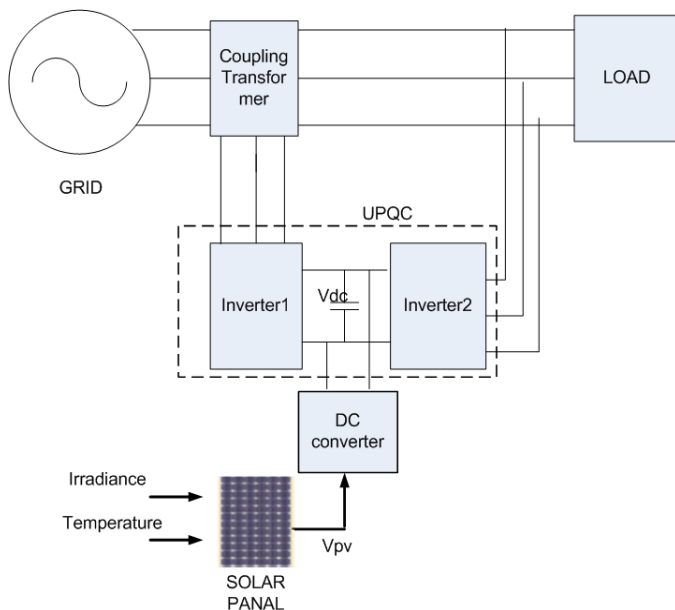 Coupling
Transfor
mer
LOAD
GRID
UPQC
Inverter1
Vdc
Inverter2
DC
converter
Irradiance
Temperature
Vpv
SOLAR
PANAL